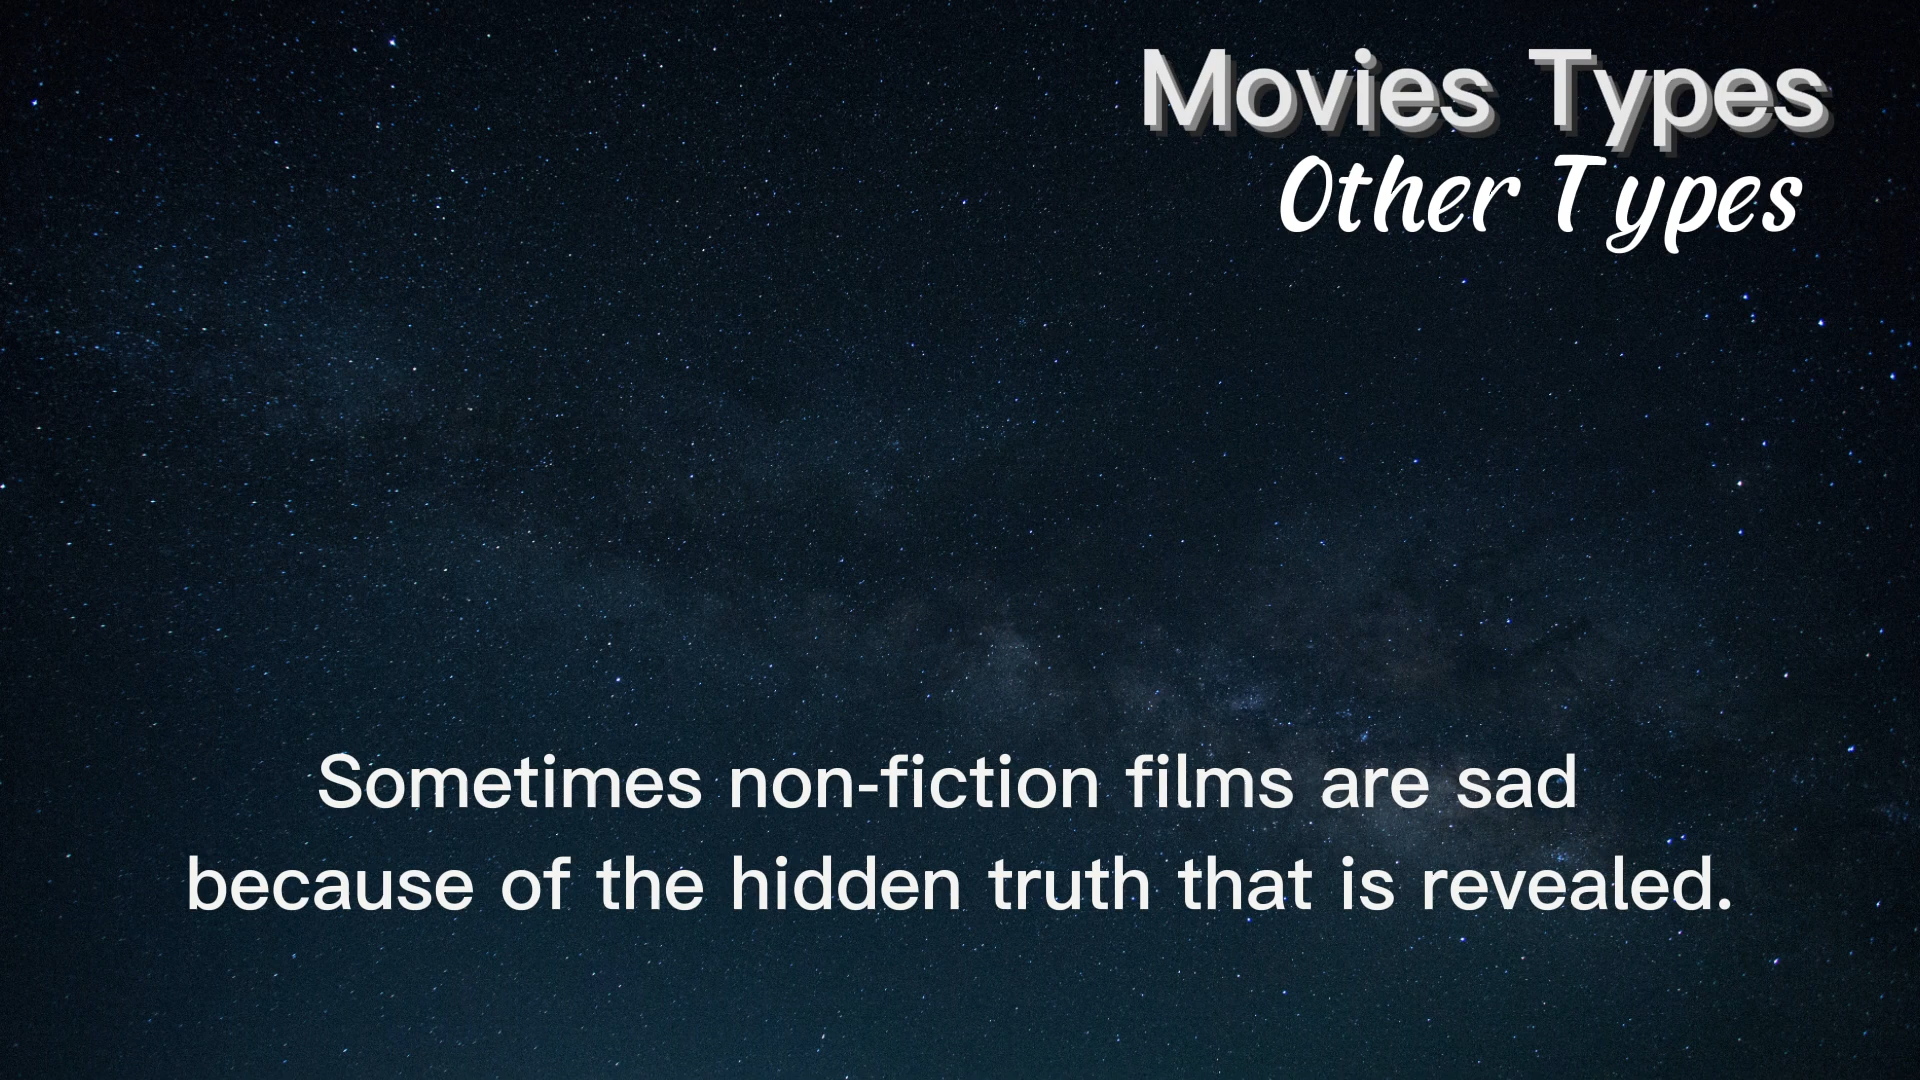 Movies Types
Other Types
Sometimes non-fiction films are sad
because of the hidden truth that is revealed.